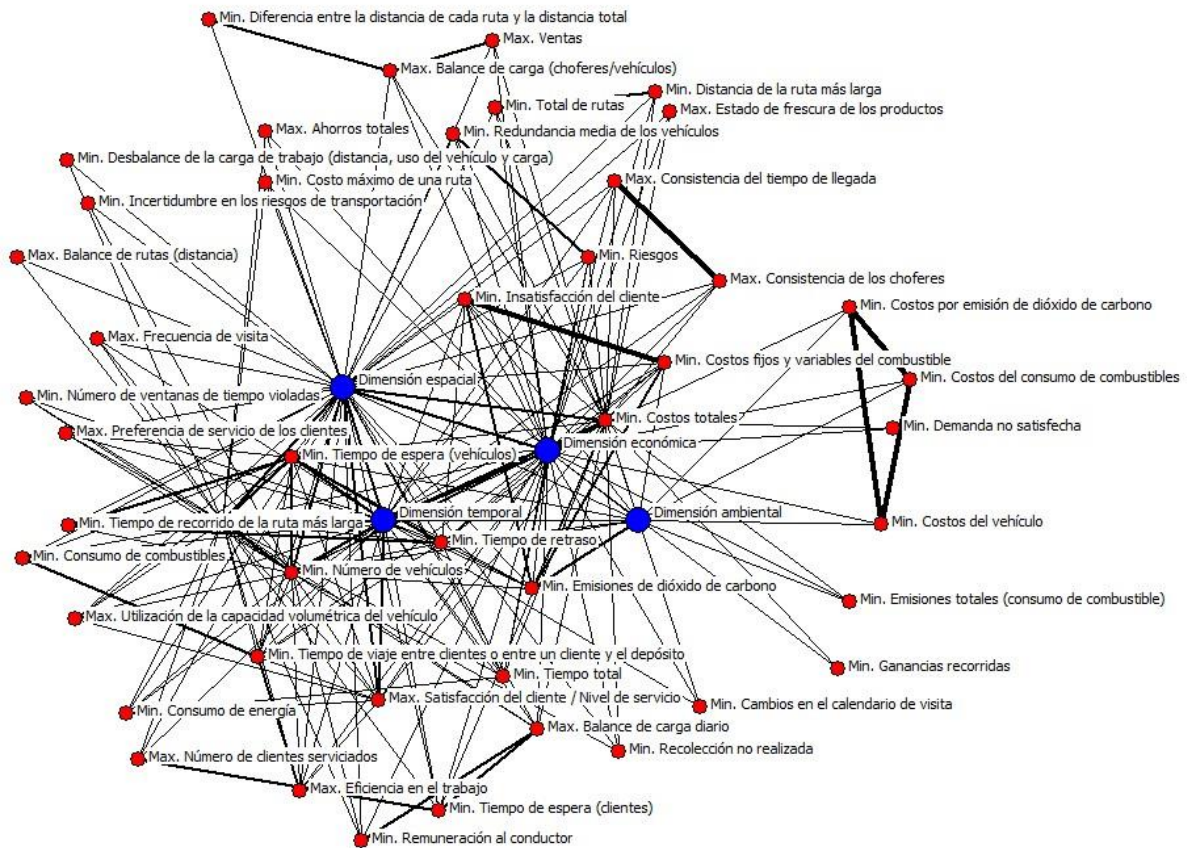 Min. Diferencia entre la distancia de cada ruta y la distancia total
Max. Ventas
Max. Balance de carga (choferes/vehículos)
Min. Distancia de la ruta más larga
Min. Total de rutas
Max. Estado de frescura de los productos
Max. Ahorros totales
Min. Redundancia media de los vehículos
Min. Desbalance de la carga de trabajo (distancia, uso del vehículo y carga)
Min. Costo máximo de una ruta
Max. Consistencia del tiempo de llegada
Min. Incertidumbre en los riesgos de transportación
Max. Balance de rutas (distancia)
Min. Riesgos
Max. Consistencia de los choferes
Min. Insatisfacción del cliente
Min. Costos por emisión de dióxido de carbono
Max. Frecuencia de visita
Min. Costos fijos y variables del combustible
Dimensión espacial
Min. Costos del consumo de combustibles
Min. Número de ventanas de tiempo violadas
Min. Costos totales
Min. Demanda no satisfecha
Max. Preferencia de servicio de los clientes
Dimensión económica
Min. Tiempo de espera (vehículos)
Dimensión temporal
Dimensión ambiental
Min. Tiempo de recorrido de la ruta más larga
Min. Costos del vehículo
Min. Tiempo de retraso
Min. Consumo de combustibles
Min. Número de vehículos
Min. Emisiones de dióxido de carbono
Min. Emisiones totales (consumo de combustible)
Max. Utilización de la capacidad volumétrica del vehículo
Min. Tiempo de viaje entre clientes o entre un cliente y el depósito
Min. Ganancias recorridas
Min. Tiempo total
Max. Satisfacción del cliente / Nivel de servicio
Min. Cambios en el calendario de visita
Min. Consumo de energía
Max. Balance de carga diario
Min. Recolección no realizada
Max. Número de clientes serviciados
Max. Eficiencia en el trabajo
Min. Tiempo de espera (clientes)
Min. Remuneración al conductor